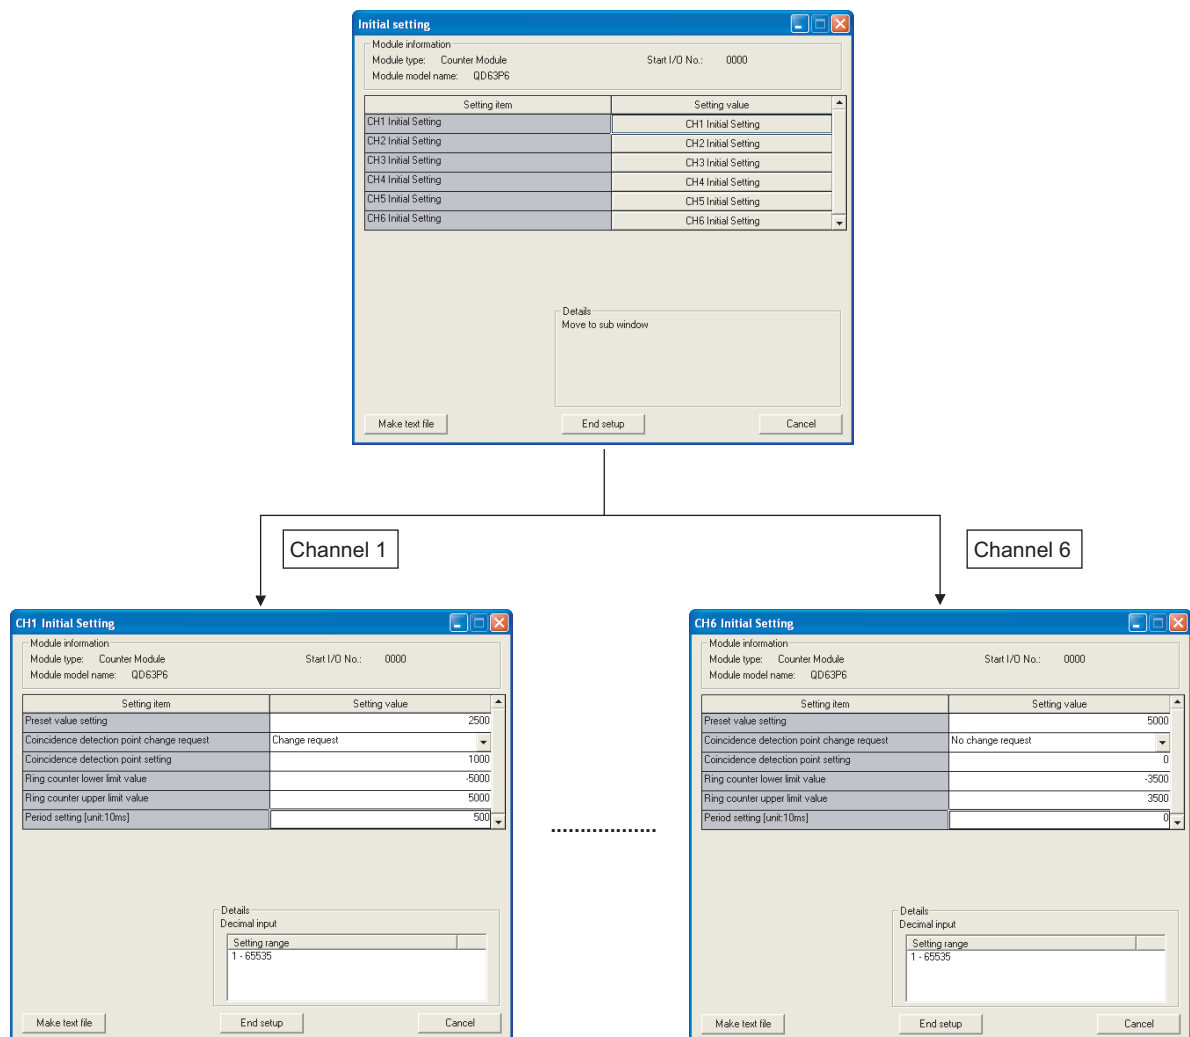 Initial setting
Module information
Module type: Counter Module Start I/O No.: 0000
Module model name: QD63P6
Setting item Setting value
CH1 Initial Setting CH1 Initial Setting
CH2 Initial Setting CH2 Initial Setting
CH3 Initial Setting CH3 Initial Setting
CH4 Initial Setting CH4 Initial Setting
CH5 Initial Setting CH5 Initial Setting
CH6 Initial Setting CH6 Initial Setting
Details
Move to sub window
Make text file End setup Cancel
Channel 1
Channel 6
CH1 Initial Setting
Module information
Module type: Counter Module Start I/O No.: 0000
Module model name: QD63P6
Setting item Setting value
Preset value setting 2500
Coincidence detection point change request Change request
Coincidence detection point setting 1000
Ring counter lower limit value -5000
Ring counter upper limit value 5000
Period setting [unit:10ms] 500
Details
Decimal input
Setting range
1 - 65535
Make text file End setup Cancel
..................
CH6 Initial Setting
Module information
Module type: Counter Module Start I/O No.: 0000
Module model name: QD63P6
Setting item Setting value
Preset value setting 5000
Coincidence detection point change request No change request
Coincidence detection point setting 0
Ring counter lower limit value -3500
Ring counter upper limit value 3500
Period setting [unit:10ms] 0
Details
Decimal input
Setting range
1 - 65535
Make text file End setup Cancel